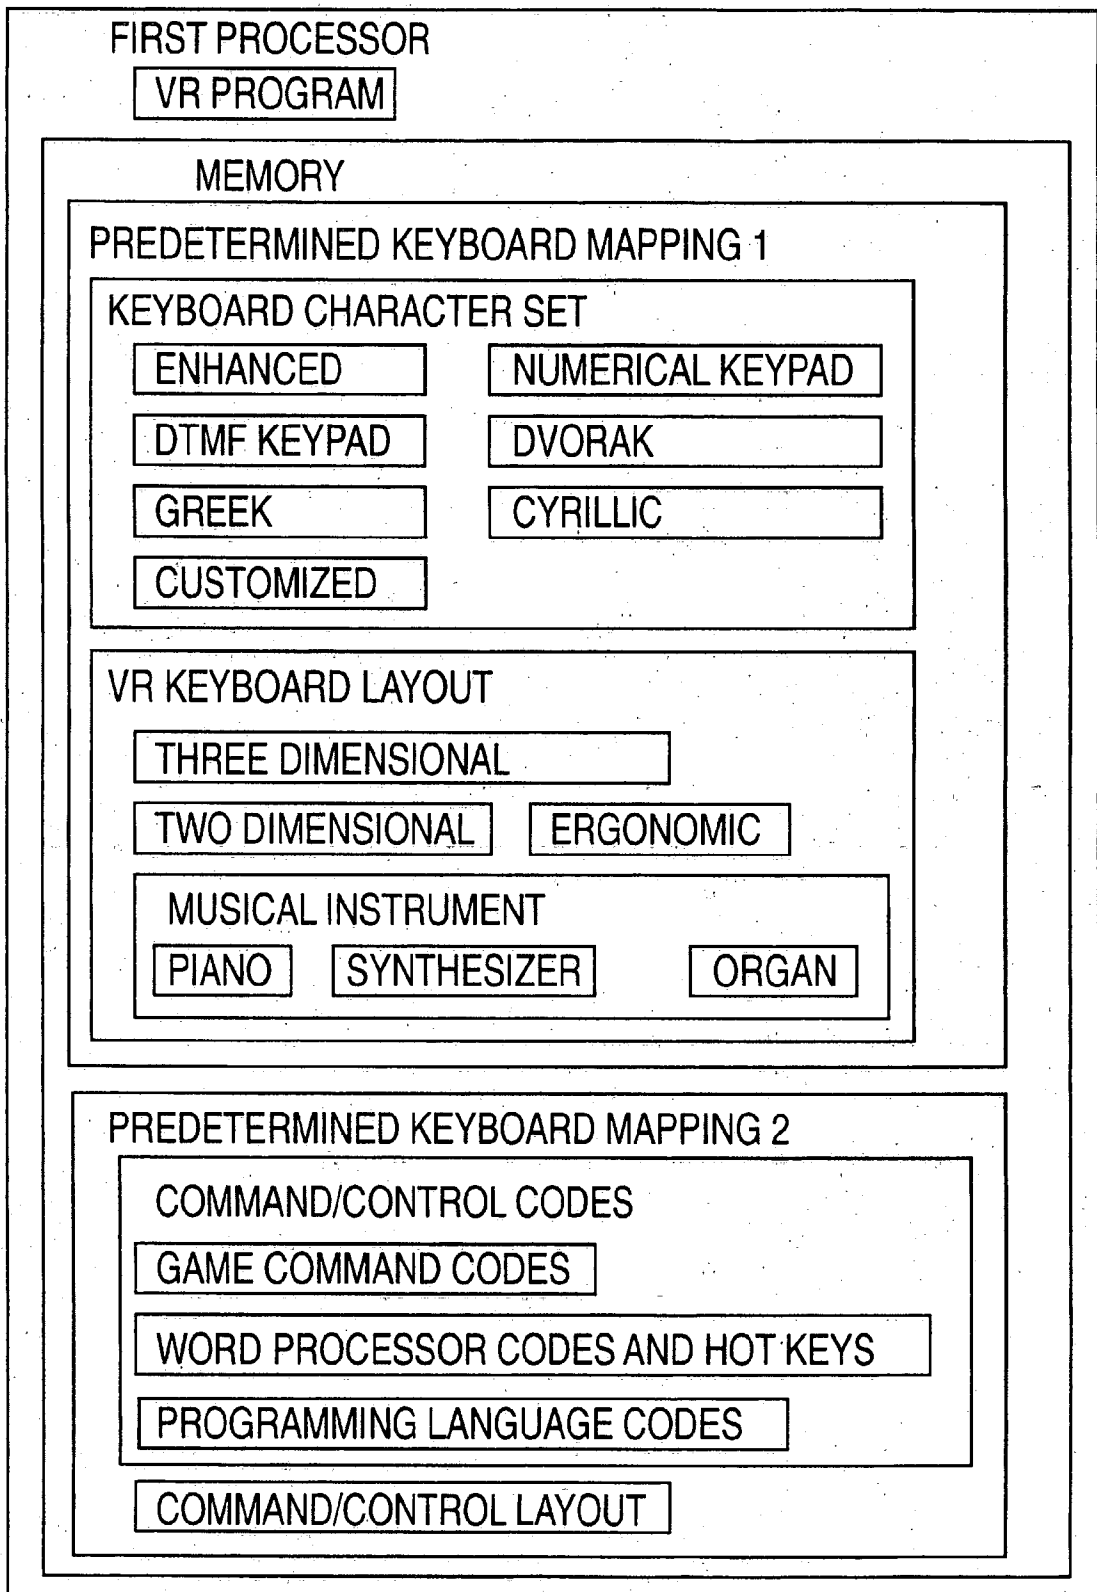 FIRST PROCESSOR
VR PROGRAM
MEMORY
PREDETERMINED KEYBOARD MAPPING 1
KEYBOARD CHARACTER SET
ENHANCED NUMERICAL KEYPAD
DTMF KEYPAD DVORAK
GREEK CYRILLIC
CUSTOMIZED
VR KEYBOARD LAYOUT
THREE DIMENSIONAL
TWO DIMENSIONAL ERGONOMIC
MUSICAL INSTRUMENT
PIANO SYNTHESIZER ORGAN
PREDETERMINED KEYBOARD MAPPING 2
COMMAND/CONTROL CODES
GAME COMMAND CODES
WORD PROCESSOR CODES AND HOT KEYS
PROGRAMMING LANGUAGE CODES
COMMAND/CONTROL LAYOUT